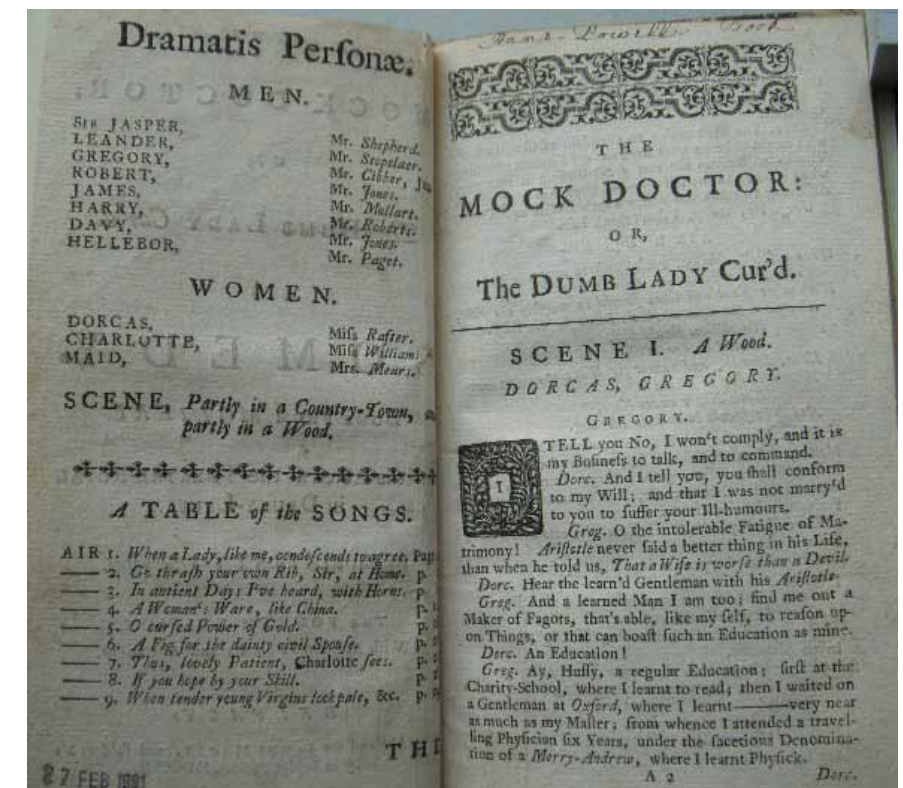 Dramatis Perſonæ.
MEN.
Sir JASPER,
LEANDER,
GREGORY,
ROBERT,
JAMES,
HARRY,
DAVY,
HELLEBOR,
Mr. Shepherd.
Mr. Stopelaer.
Mr. Cibber,
Mr. Jones.
Mr. Mullart.
Mr. Roberts.
Mr. Jones.
Mr. Paget.
WOMEN.
DORCAS,
CHARLOTTE,
MAID,
Miſs Rafter.
Miſs William
Mrs. Mears.
SCENE, Partly in a Country-Town,
partly in a Wood.
A TABLE of the SONGS.
AIR 1. When a Lady, like me, condeſcends to agree.
2. Go thraſh your own Rib, Sir, at Home. p.
3. In antient Days I've heard, with Horns. p.
4. A Woman's Ware, like China. p.
5. O curſed Power of Gold. p.
6. A Fig for the dainty civil Spouſe. p.
7. Thus, lovely Patient, Charlotte ſees. p.
8. If you hope by your Skill. p.
9. When tender young Virgins look pale, &c. p.
THE
27 FEB 1991
Book
THE
MOCK DOCTOR:
OR,
The DUMB LADY Cur'd.
SCENE I. A Wood.
DORCAS, GREGORY.
GREGORY.
I TELL you No, I won't comply, and it is
my Buſineſs to talk, and to command.
Dorc. And I tell you, you ſhall conform
to my Will; and that I was not marry'd
to you to ſuffer your Ill-humours.
Greg. O the intolerable Fatigue of Ma-
trimony! Ariſtotle never ſaid a better thing in his Life,
than when he told us, That a Wife is worſe than a Devil.
Dorc. Hear the learn'd Gentleman with his Ariſtotle.
Greg. And a learned Man I am too; find me out a
Maker of Fagots, that's able, like my ſelf, to reaſon up-
on Things, or that can boaſt ſuch an Education as mine.
Dorc. An Education!
Greg. Ay, Huſſy, a regular Education: firſt at the
Charity-School, where I learnt to read; then I waited on
a Gentleman at Oxford, where I learnt——very near
as much as my Maſter; from whence I attended a travel-
ling Phyſician ſix Years, under the facetious Denomina-
tion of a Merry-Andrew, where I learnt Phyſick.
A 2 Dorc.